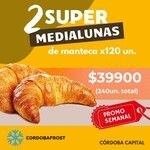 2 SUPER
MEDIALUNAS
de manteca x120 un.
$39900
(240un. total)
PROMO
SEMANAL
CORDOBAFROST
CÓRDOBA CAPITAL